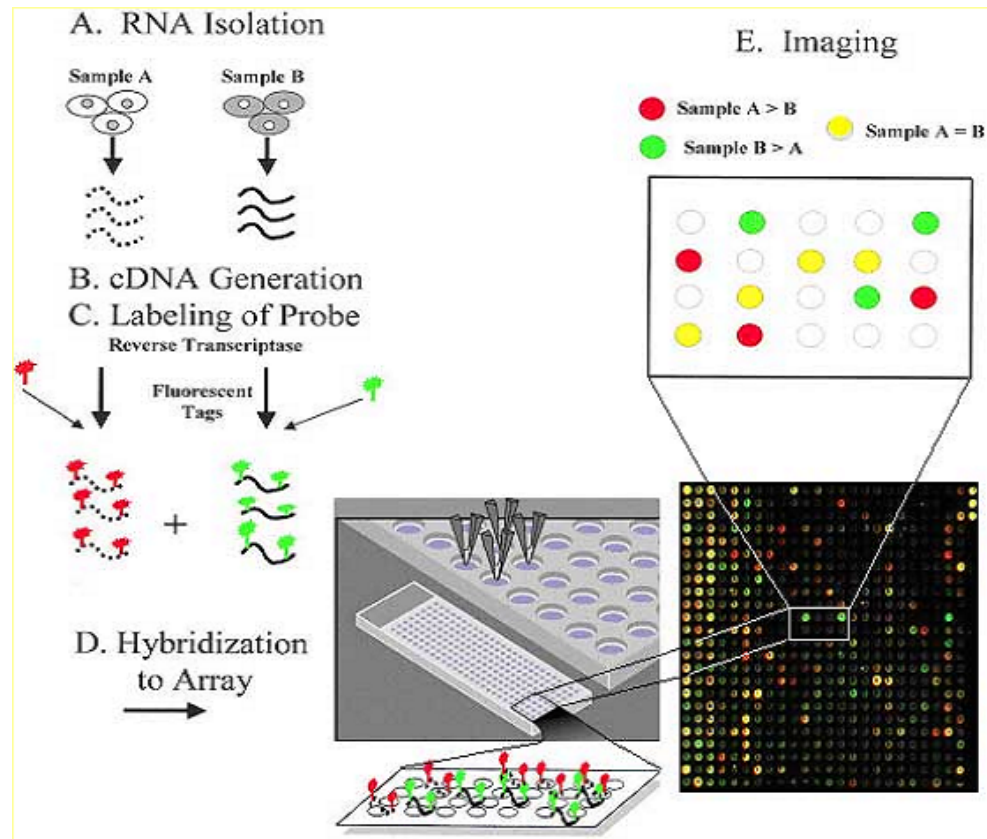 A. RNA Isolation
Sample A
Sample B
B. cDNA Generation
C. Labeling of Probe
Reverse Transcriptase
Fluorescent
Tags
+
D. Hybridization
to Array
E. Imaging
Sample A > B
Sample B > A
Sample A = B